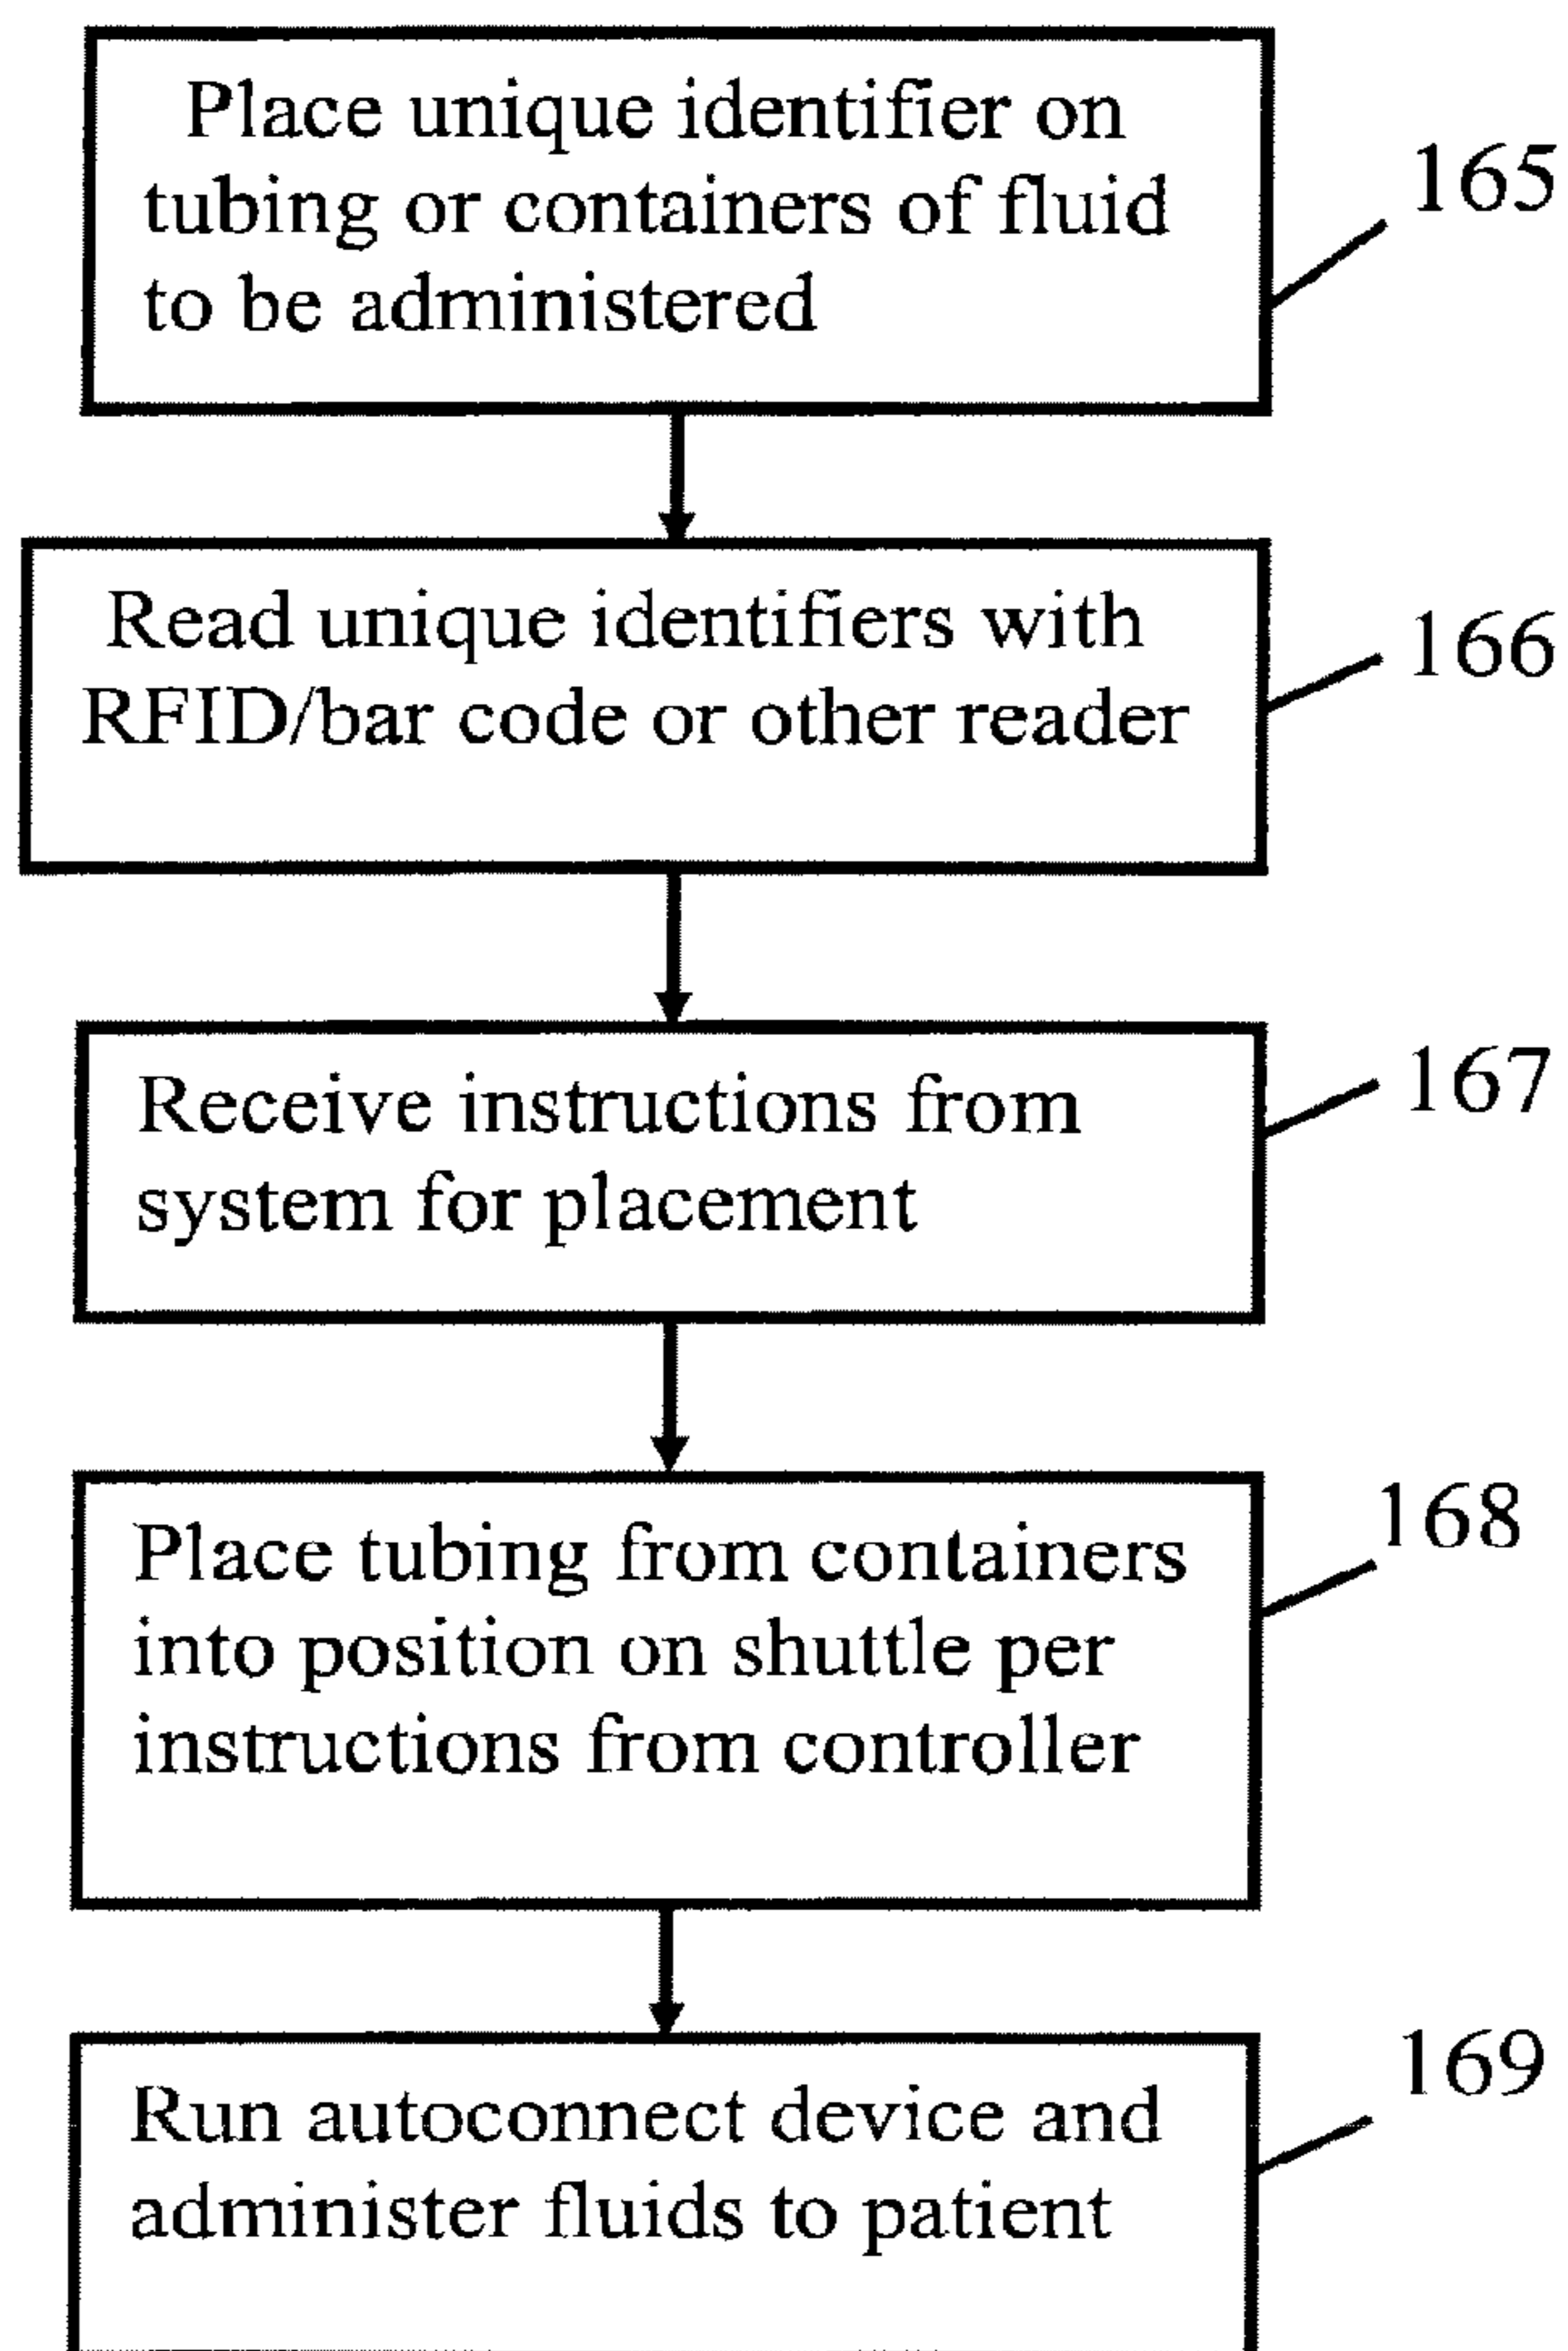 Place unique identifier on
tubing or containers of fluid
to be administered
165
Read unique identifiers with
RFID/bar code or other reader
166
Receive instructions from
system for placement
167
Place tubing from containers
into position on shuttle per
instructions from controller
168
Run autoconnect device and
administer fluids to patient
169